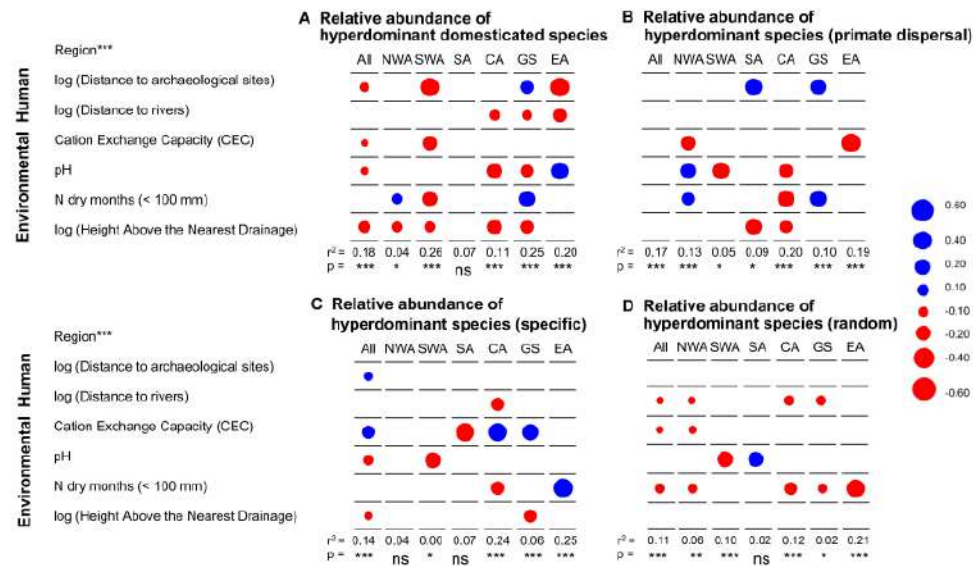 A Relative abundance of
hyperdominant domesticated species
B Relative abundance of
hyperdominant species (primate dispersal)
All NWA SWA SA CA GS EA
All NWA SWA SA CA GS EA
Environmental Human
Region***
log (Distance to archaeological sites)
log (Distance to rivers)
Cation Exchange Capacity (CEC)
pH
N dry months (< 100 mm)
log (Height Above the Nearest Drainage)
r² = 0.18 0.04 0.26 0.07 0.11 0.25 0.20
p = *** * *** ns *** *** ***
r² = 0.17 0.13 0.05 0.09 0.20 0.10 0.19
p = *** *** * * *** *** ***
0.60
0.40
0.20
0.10
-0.10
-0.20
-0.40
-0.60
C Relative abundance of
hyperdominant species (specific)
D Relative abundance of
hyperdominant species (random)
All NWA SWA SA CA GS EA
All NWA SWA SA CA GS EA
Environmental Human
Region***
log (Distance to archaeological sites)
log (Distance to rivers)
Cation Exchange Capacity (CEC)
pH
N dry months (< 100 mm)
log (Height Above the Nearest Drainage)
r² = 0.14 0.04 0.07 0.24 0.06 0.25
p = *** ns * ns *** *** ***
r² = 0.11 0.06 0.10 0.02 0.12 0.02 0.21
p = *** ** *** ns *** * ***